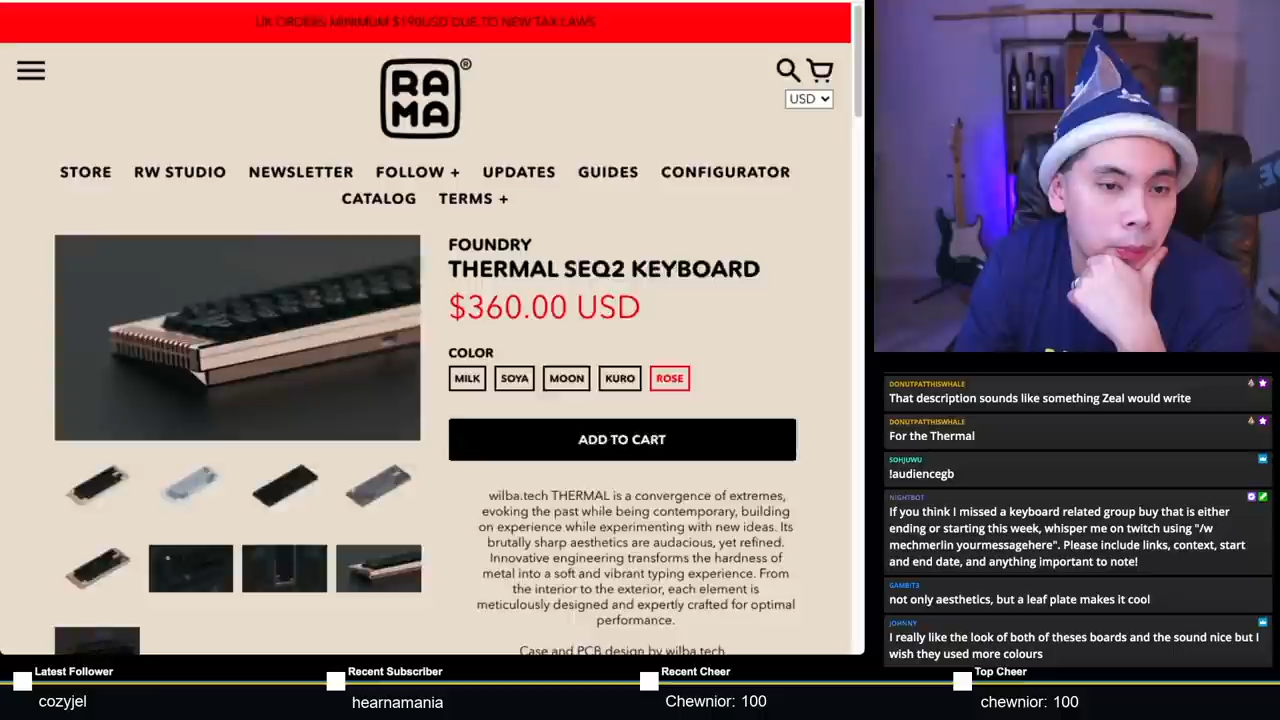 UK ORDERS MINIMUM $190USD DUE TO NEW TAX LAWS
RAMA®
USD
STORE RW STUDIO NEWSLETTER FOLLOW + UPDATES GUIDES CONFIGURATOR
CATALOG TERMS +
FOUNDRY
THERMAL SEQ2 KEYBOARD
$360.00 USD
COLOR
MILK SOYA MOON KURO ROSE
ADD TO CART
wilba.tech THERMAL is a convergence of extremes,
evoking the past while being contemporary, building
on experience while experimenting with new ideas. Its
brutally sharp aesthetics are audacious, yet refined.
Innovative engineering transforms the hardness of
metal into a soft and vibrant typing experience. From
the interior to the exterior, each element is
meticulously designed and expertly crafted for optimal
performance.
Case and PCB design by wilba.tech
DONUTPATTHISWHALE
That description sounds like something Zeal would write
DONUTPATTHISWHALE
For the Thermal
SOHJUWU
!audiencegb
NIGHTBOT
If you think I missed a keyboard related group buy that is either
ending or starting this week, whisper me on twitch using "/w
mechmerlin yourmessagehere". Please include links, context, start
and end date, and anything important to note!
GAMBIT3
not only aesthetics, but a leaf plate makes it cool
JOHNNY
I really like the look of both of theses boards and the sound nice but I
wish they used more colours
Latest Follower
cozyjel
Recent Subscriber
hearnamania
Recent Cheer
Chewnior: 100
Top Cheer
chewnior: 100